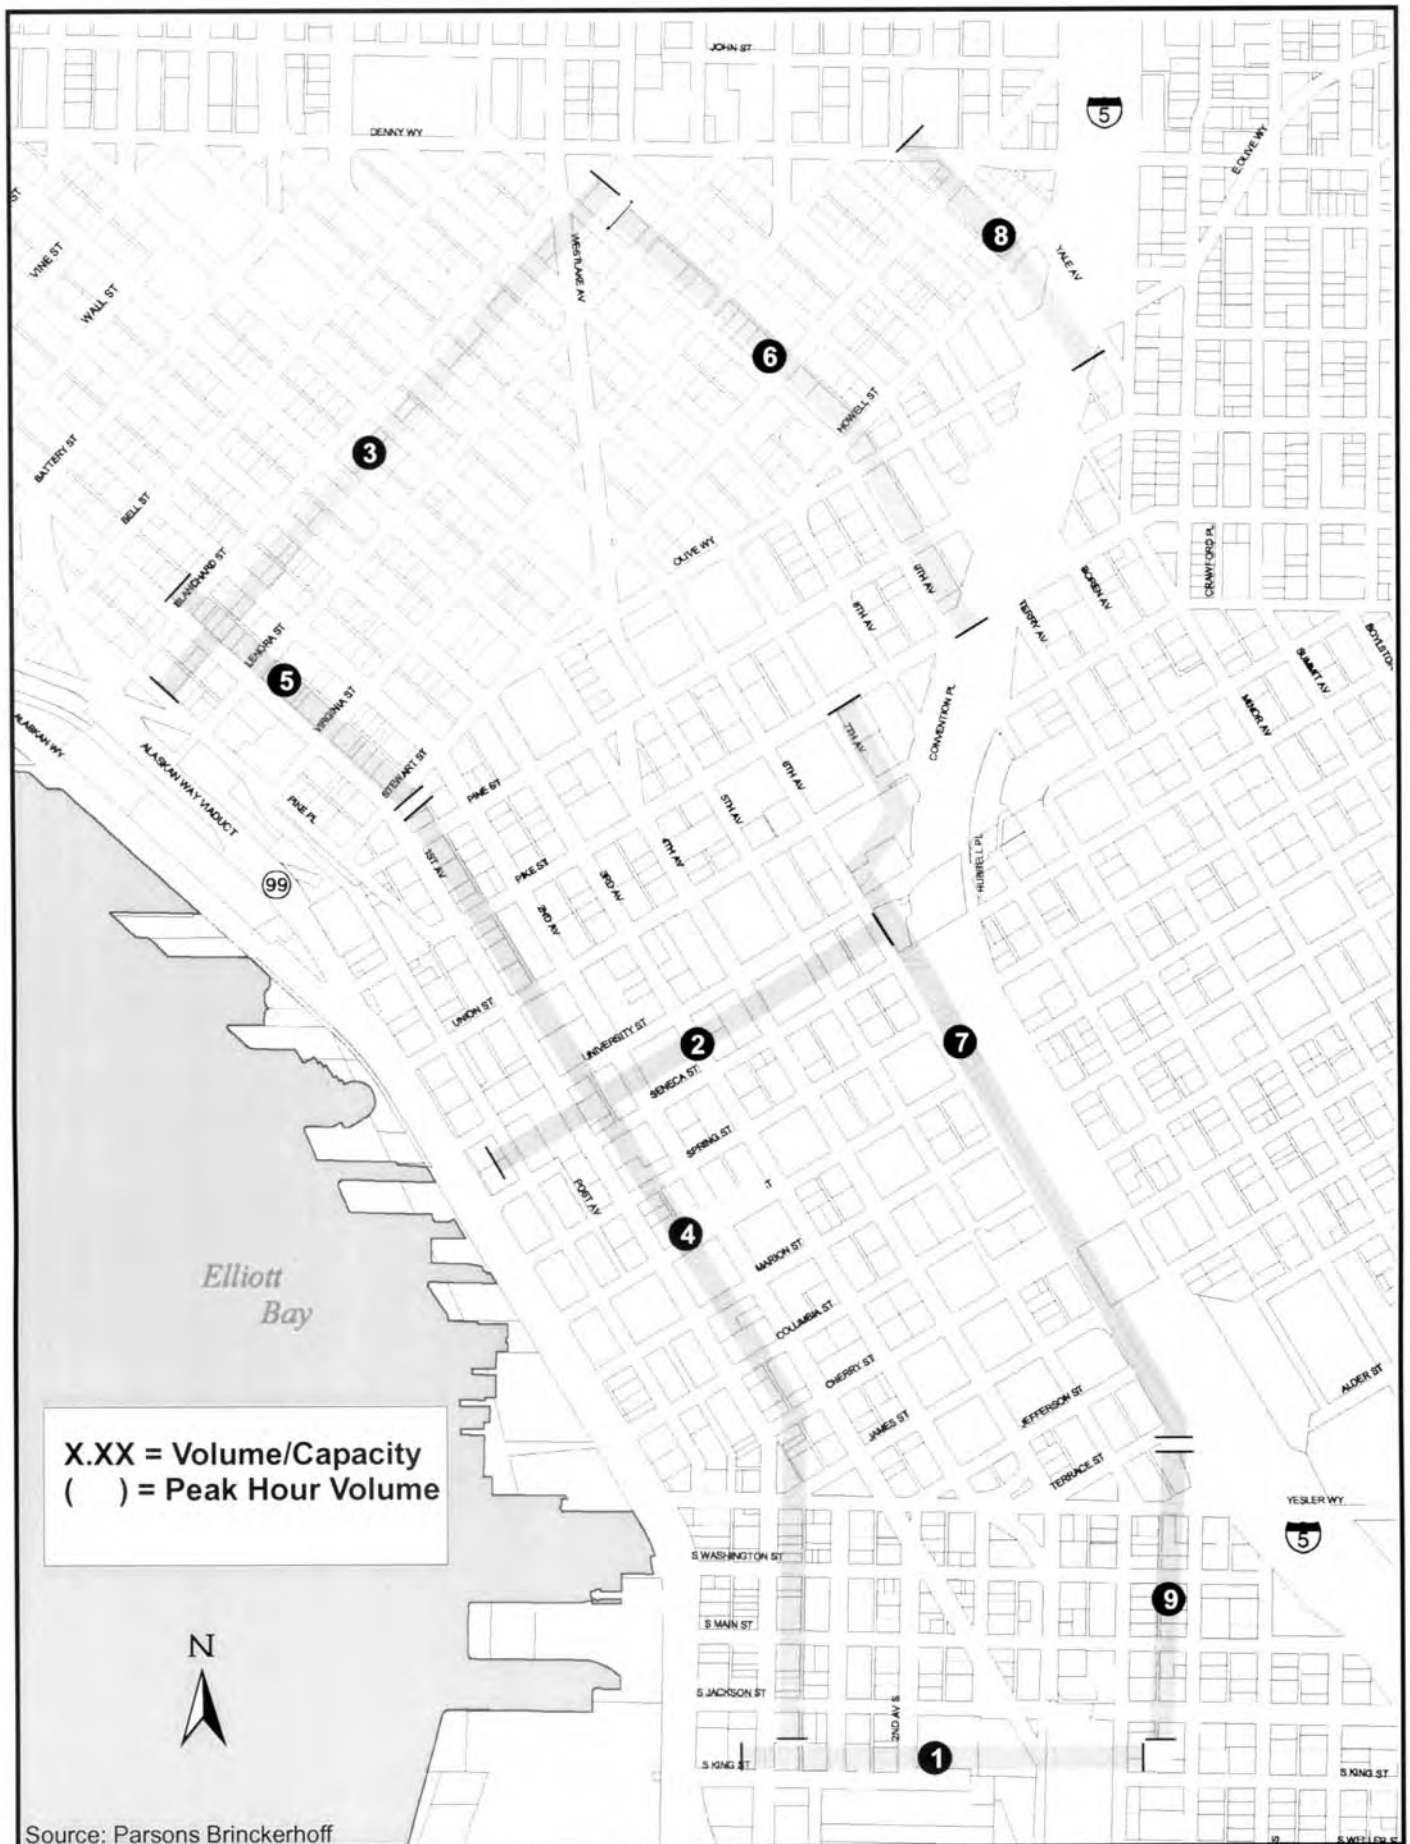 JOHN ST
5
DENNY WY
E OLIVE WY
ST
8
VINE ST
WESTLAKE AV
YALE AV
WALL ST
6
HOWELL ST
3
BATTERY ST
BELL ST
OLIVE WY
CRAWFORD PL
BLANCHARD ST
9TH AV
BOREN AV
8TH AV
TERRY AV
LENORA ST
BOYLSTON
5
SUMMIT AV
VIRGINIA ST
MINOR AV
ALASKAN WY
7TH AV
CONVENTION PL
ALASKAN WAY VIADUCT
STEWART ST
PINE ST
6TH AV
PINE PL
5TH AV
1ST AV
4TH AV
HUBBELL PL
PIKE ST
3RD AV
99
2ND AV
UNION ST
UNIVERSITY ST
2
7
SENECA ST
SPRING ST
POST AV
T
4
MARION ST
Elliott
Bay
COLUMBIA ST
CHERRY ST
ALDER ST
JEFFERSON ST
JAMES ST
X.XX = Volume/Capacity
( ) = Peak Hour Volume
TERRACE ST
YESLER WY
5
S WASHINGTON ST
9
S MAIN ST
N
S JACKSON ST
2ND AV S
1
S KING ST
S KING ST
Source: Parsons Brinckerhoff
S
S WELLER ST